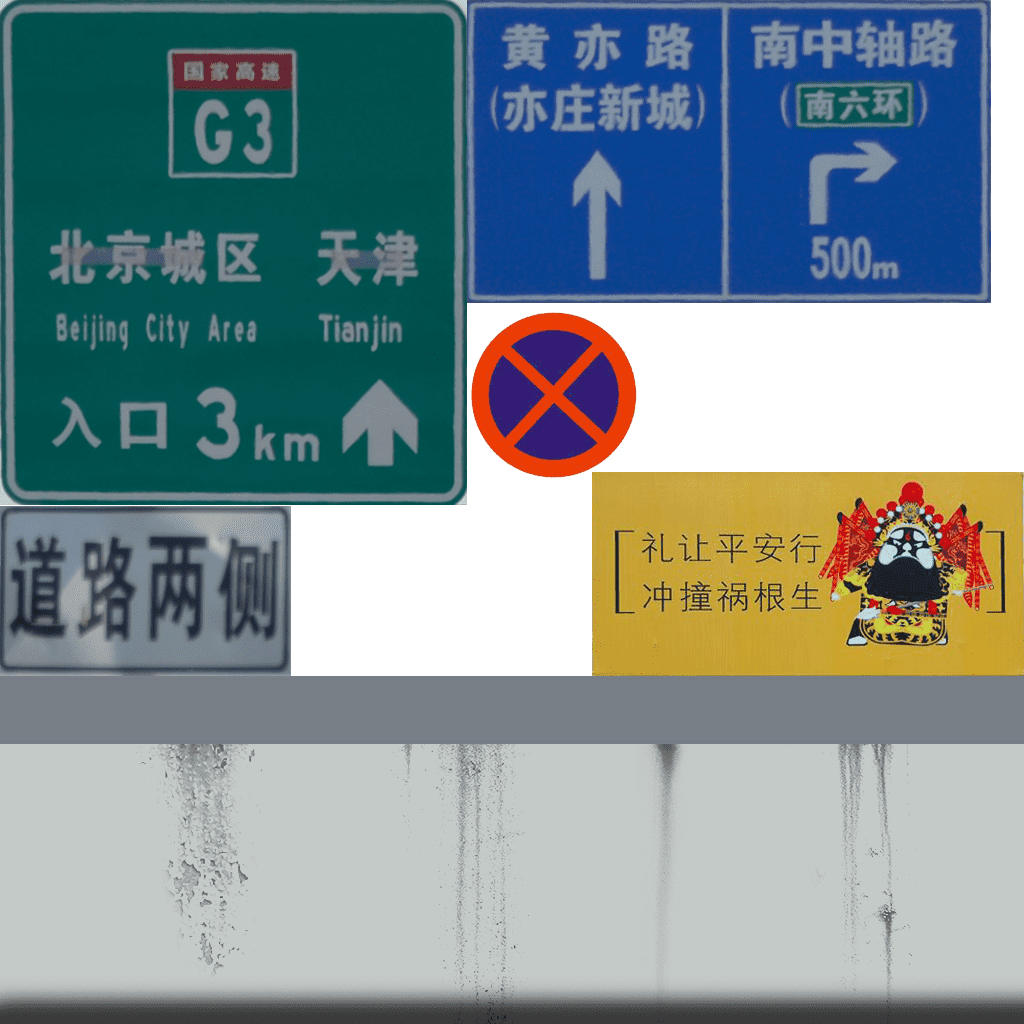 国家高速
G3
北京城区 天津
Beijing City Area Tianjin
入口 3km
黄亦路
(亦庄新城)
南中轴路
(南六环)
500m
道路两侧
礼让平安行
冲撞祸根生